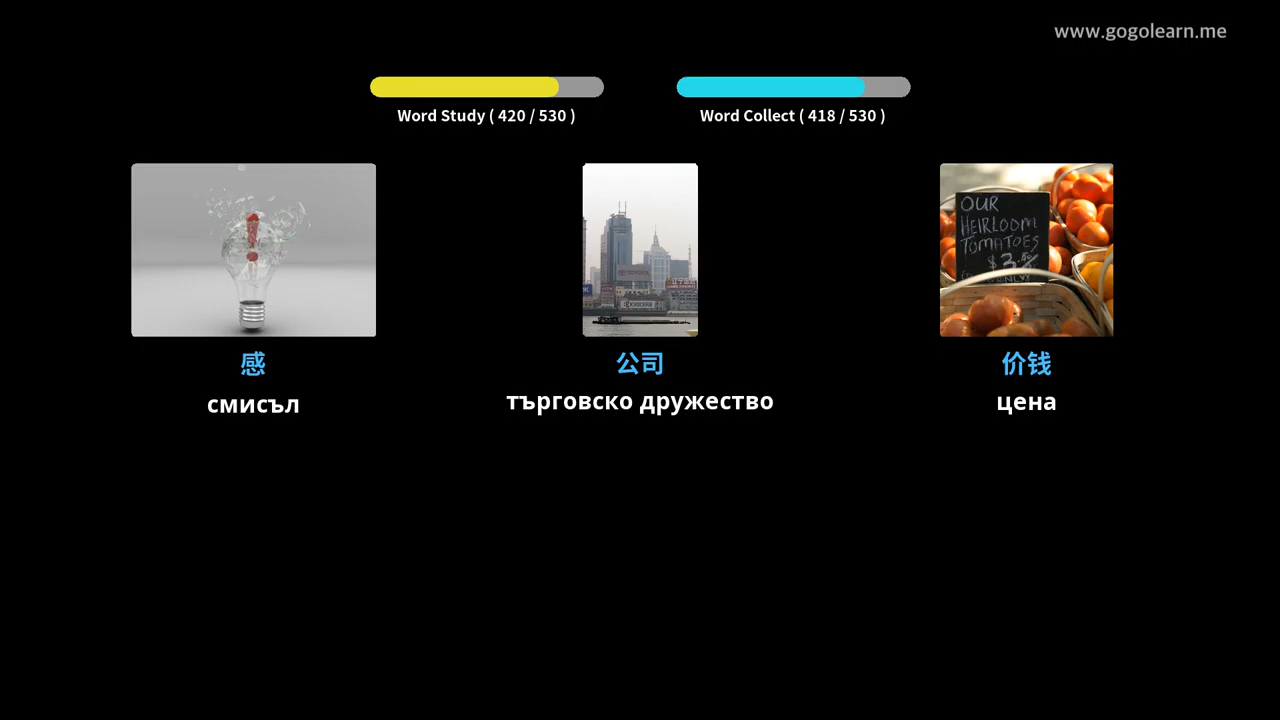 www.gogolearn.me
Word Study ( 420 / 530 )
Word Collect ( 418 / 530 )
OUR
HEIRLOOM
TOMATOES
TOYOTA
感
公司
价钱
смисъл
търговско дружество
цена